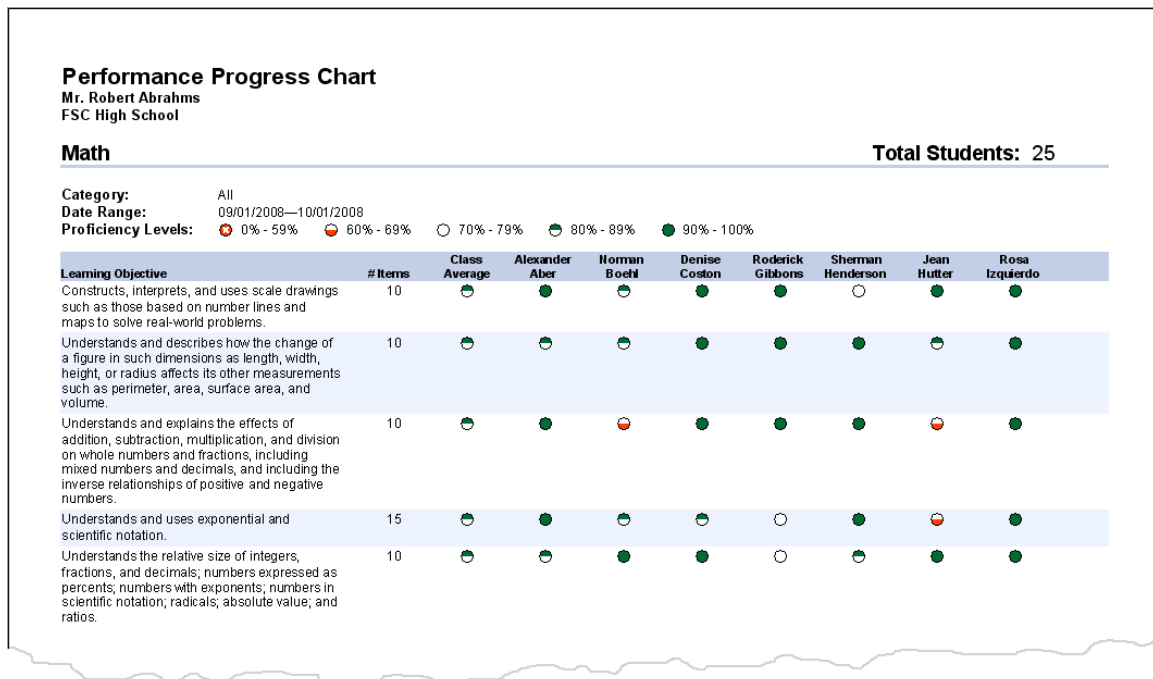 Performance Progress Chart
Mr. Robert Abrahms
FSC High School
Math Total Students: 25
Category: All
Date Range: 09/01/2008—10/01/2008
Proficiency Levels: 0% - 59% 60% - 69% 70% - 79% 80% - 89% 90% - 100%
Class Alexander Norman Denise Roderick Sherman Jean Rosa
Learning Objective # Items Average Aber Boehl Coston Gibbons Henderson Hutter Izquierdo
Constructs, interprets, and uses scale drawings 10
such as those based on number lines and
maps to solve real-world problems.
Understands and describes how the change of 10
a figure in such dimensions as length, width,
height, or radius affects its other measurements
such as perimeter, area, surface area, and
volume.
Understands and explains the effects of 10
addition, subtraction, multiplication, and division
on whole numbers and fractions, including
mixed numbers and decimals, and including the
inverse relationships of positive and negative
numbers.
Understands and uses exponential and 15
scientific notation.
Understands the relative size of integers, 10
fractions, and decimals; numbers expressed as
percents; numbers with exponents; numbers in
scientific notation; radicals; absolute value; and
ratios.